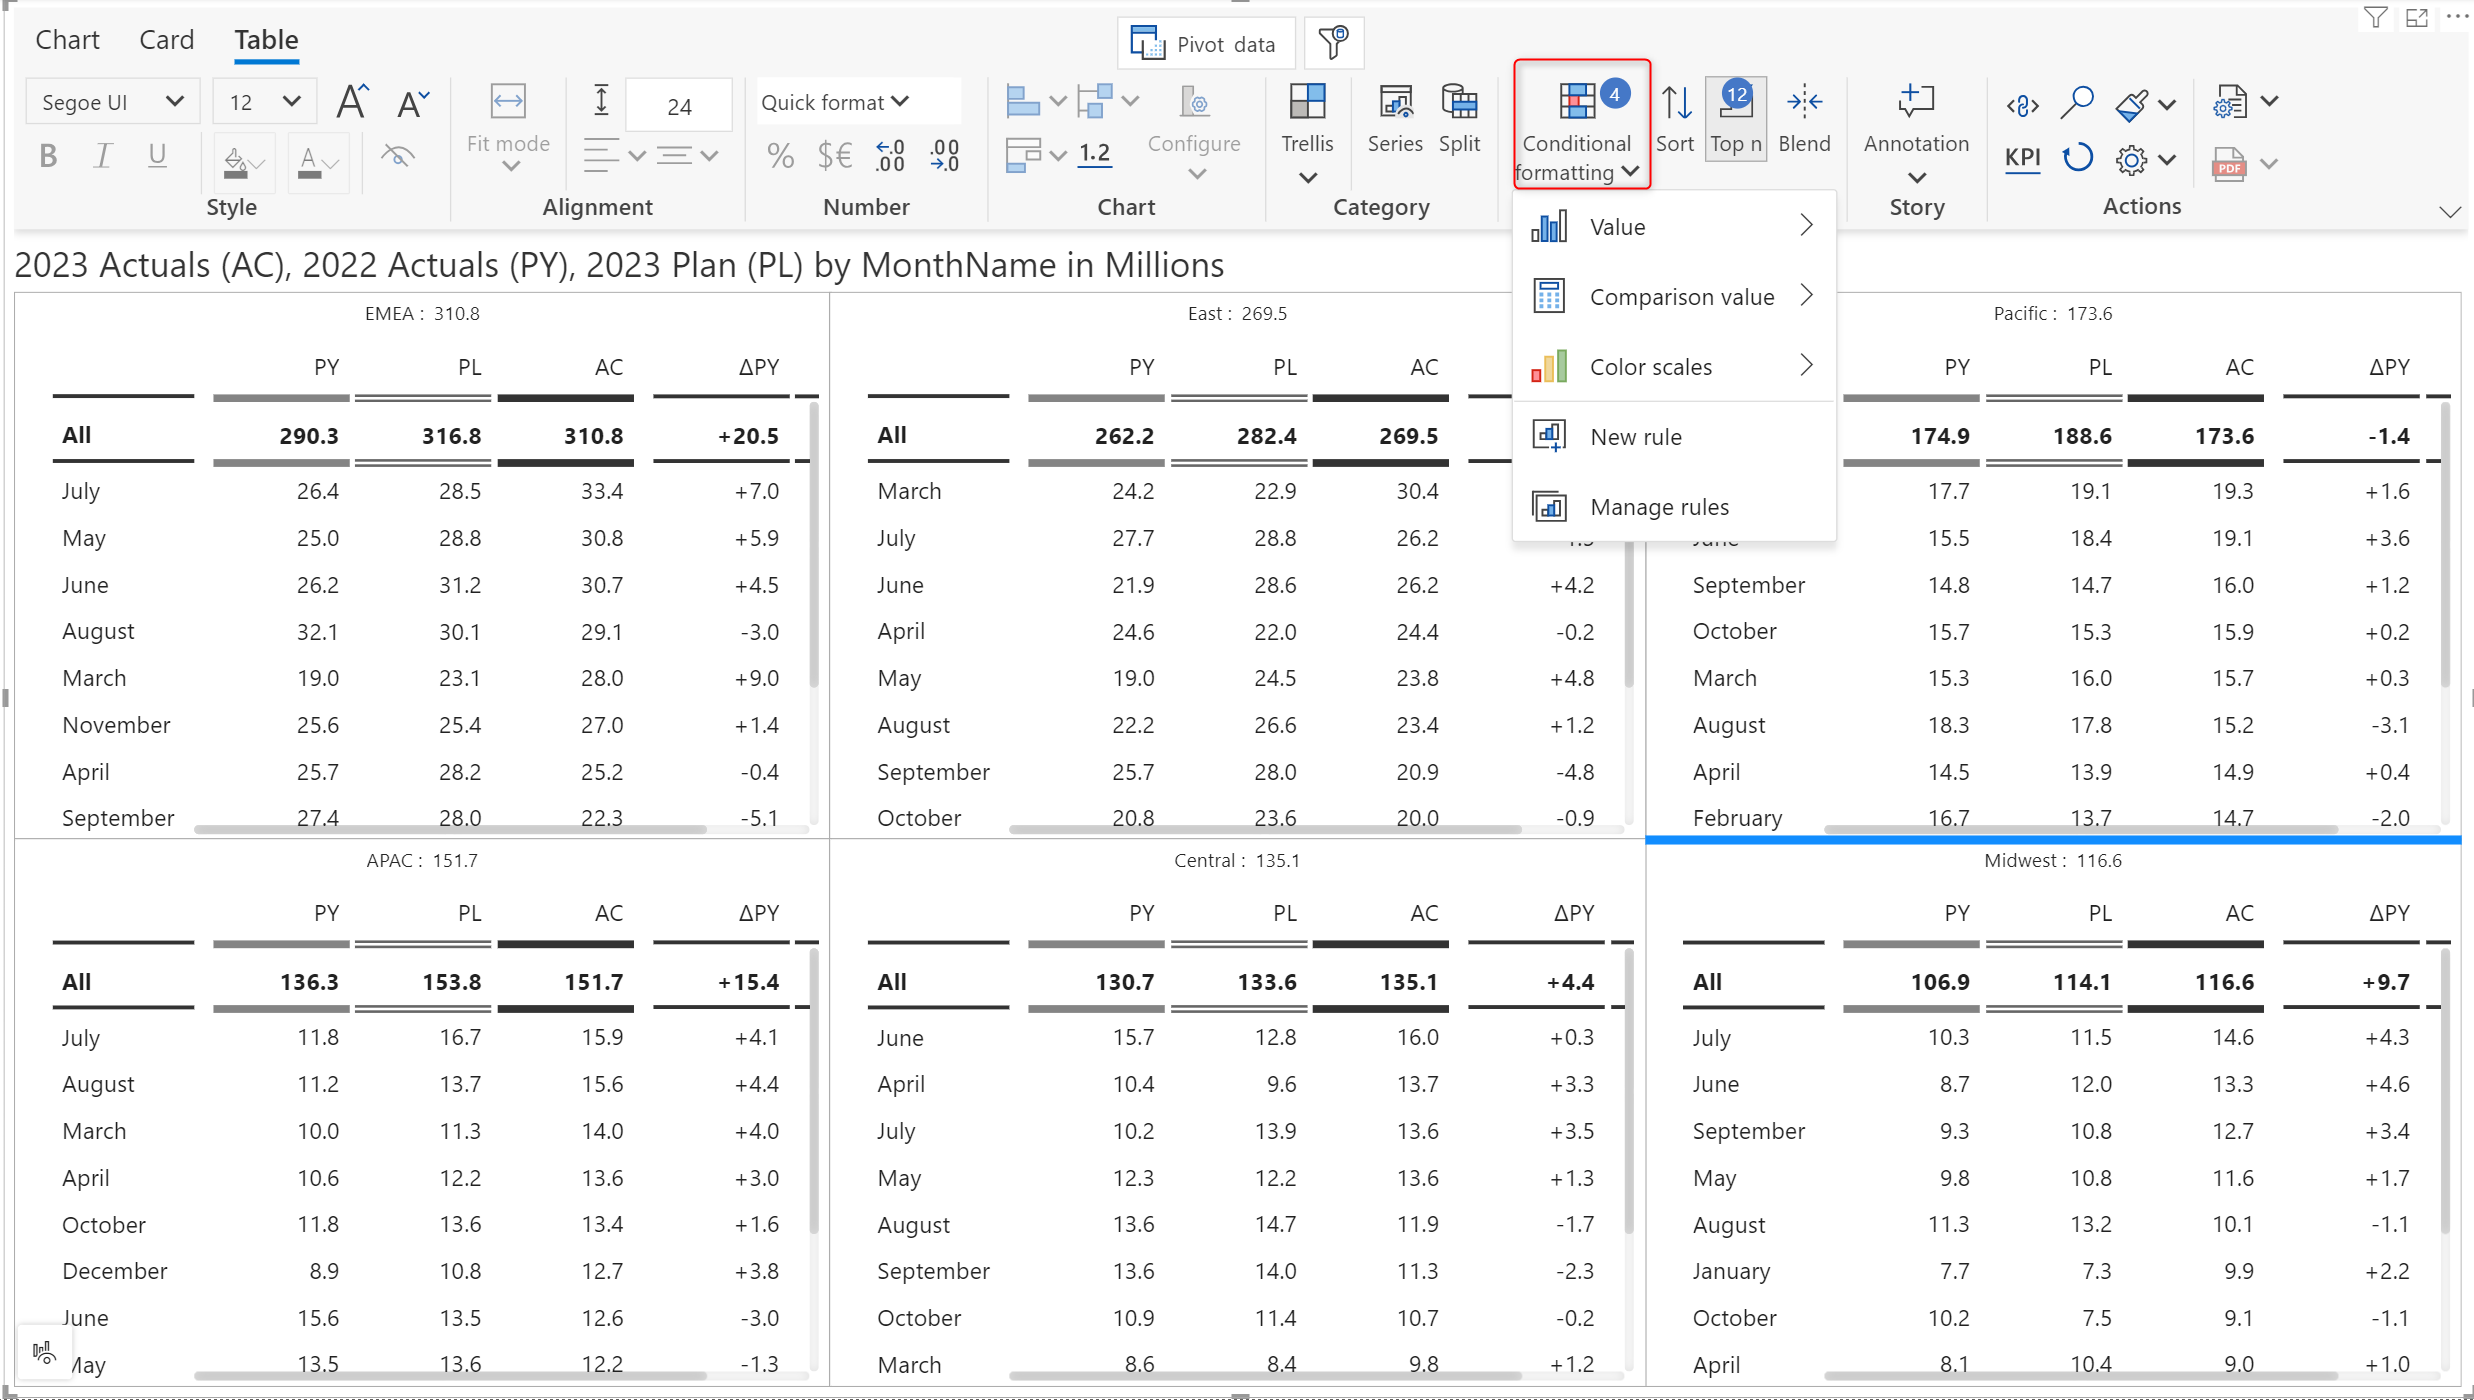 Chart Card Table
Pivot data
Segoe UI 12 24 Quick format 4 12
Fit mode Configure Trellis Series Split Conditional formatting Sort Top n Blend Annotation
B I U A % $€ .0 .00 .00 .0 1.2 KPI PDF
Style Alignment Number Chart Category Story Actions
Value
Comparison value
Color scales
New rule
Manage rules
2023 Actuals (AC), 2022 Actuals (PY), 2023 Plan (PL) by MonthName in Millions
EMEA : 310.8
PY PL AC ΔPY
All 290.3 316.8 310.8 +20.5
July 26.4 28.5 33.4 +7.0
May 25.0 28.8 30.8 +5.9
June 26.2 31.2 30.7 +4.5
August 32.1 30.1 29.1 -3.0
March 19.0 23.1 28.0 +9.0
November 25.6 25.4 27.0 +1.4
April 25.7 28.2 25.2 -0.4
September 27.4 28.0 22.3 -5.1
East : 269.5
PY PL AC
All 262.2 282.4 269.5
March 24.2 22.9 30.4
July 27.7 28.8 26.2
June 21.9 28.6 26.2 +4.2
April 24.6 22.0 24.4 -0.2
May 19.0 24.5 23.8 +4.8
August 22.2 26.6 23.4 +1.2
September 25.7 28.0 20.9 -4.8
October 20.8 23.6 20.0 -0.9
Pacific : 173.6
PY PL AC ΔPY
174.9 188.6 173.6 -1.4
17.7 19.1 19.3 +1.6
June 15.5 18.4 19.1 +3.6
September 14.8 14.7 16.0 +1.2
October 15.7 15.3 15.9 +0.2
March 15.3 16.0 15.7 +0.3
August 18.3 17.8 15.2 -3.1
April 14.5 13.9 14.9 +0.4
February 16.7 13.7 14.7 -2.0
APAC : 151.7
PY PL AC ΔPY
All 136.3 153.8 151.7 +15.4
July 11.8 16.7 15.9 +4.1
August 11.2 13.7 15.6 +4.4
March 10.0 11.3 14.0 +4.0
April 10.6 12.2 13.6 +3.0
October 11.8 13.6 13.4 +1.6
December 8.9 10.8 12.7 +3.8
June 15.6 13.5 12.6 -3.0
May 13.5 13.6 12.2 -1.3
Central : 135.1
PY PL AC ΔPY
All 130.7 133.6 135.1 +4.4
June 15.7 12.8 16.0 +0.3
April 10.4 9.6 13.7 +3.3
July 10.2 13.9 13.6 +3.5
May 12.3 12.2 13.6 +1.3
August 13.6 14.7 11.9 -1.7
September 13.6 14.0 11.3 -2.3
October 10.9 11.4 10.7 -0.2
March 8.6 8.4 9.8 +1.2
Midwest : 116.6
PY PL AC ΔPY
All 106.9 114.1 116.6 +9.7
July 10.3 11.5 14.6 +4.3
June 8.7 12.0 13.3 +4.6
September 9.3 10.8 12.7 +3.4
May 9.8 10.8 11.6 +1.7
August 11.3 13.2 10.1 -1.1
January 7.7 7.3 9.9 +2.2
October 10.2 7.5 9.1 -1.1
April 8.1 10.4 9.0 +1.0